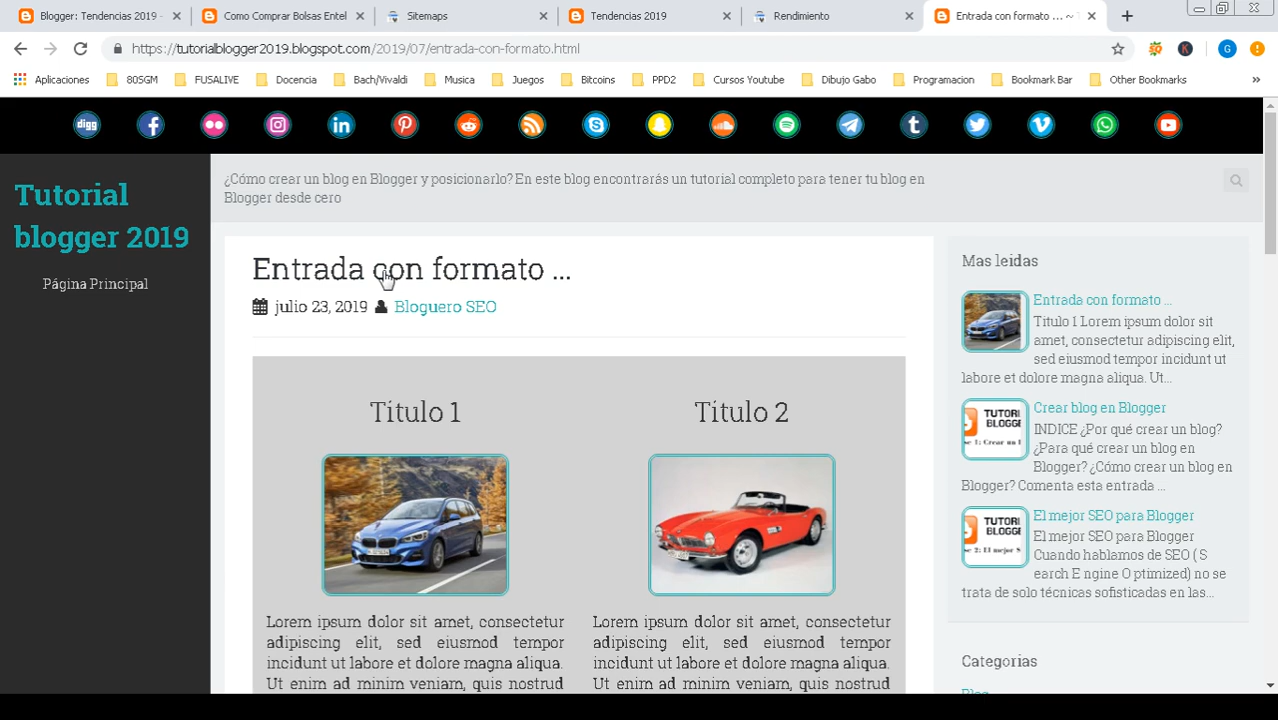 Blogger: Tendencias 2019 -
Como Comprar Bolsas Entel
Sitemaps
Tendencias 2019
Rendimiento
Entrada con formato ... ~
https://tutorialblogger2019.blogspot.com/2019/07/entrada-con-formato.html
Aplicaciones
80SGM
FUSALIVE
Docencia
Bach/Vivaldi
Musica
Juegos
Bitcoins
PPD2
Cursos Youtube
Dibujo Gabo
Programacion
Bookmark Bar
Other Bookmarks
digg
Tutorial
blogger 2019
Página Principal
¿Cómo crear un blog en Blogger y posicionarlo? En este blog encontrarás un tutorial completo para tener tu blog en
Blogger desde cero
Entrada con formato ...
julio 23, 2019 Bloguero SEO
Titulo 1
Título 2
Lorem ipsum dolor sit amet, consectetur
adipiscing elit, sed eiusmod tempor
incidunt ut labore et dolore magna aliqua.
Ut enim ad minim veniam, quis nostrud
Lorem ipsum dolor sit amet, consectetur
adipiscing elit, sed eiusmod tempor
incidunt ut labore et dolore magna aliqua.
Ut enim ad minim veniam, quis nostrud
Mas leidas
Entrada con formato ...
Titulo 1 Lorem ipsum dolor sit
amet, consectetur adipiscing elit,
sed eiusmod tempor incidunt ut
labore et dolore magna aliqua. Ut...
Crear blog en Blogger
INDICE ¿Por qué crear un blog?
¿Para qué crear un blog en
Blogger? ¿Cómo crear un blog en
Blogger? Comenta esta entrada ...
El mejor SEO para Blogger
El mejor SEO para Blogger
Cuando hablamos de SEO ( S
earch E ngine O ptimized) no se
trata de solo técnicas sofisticadas en las...
Categorias